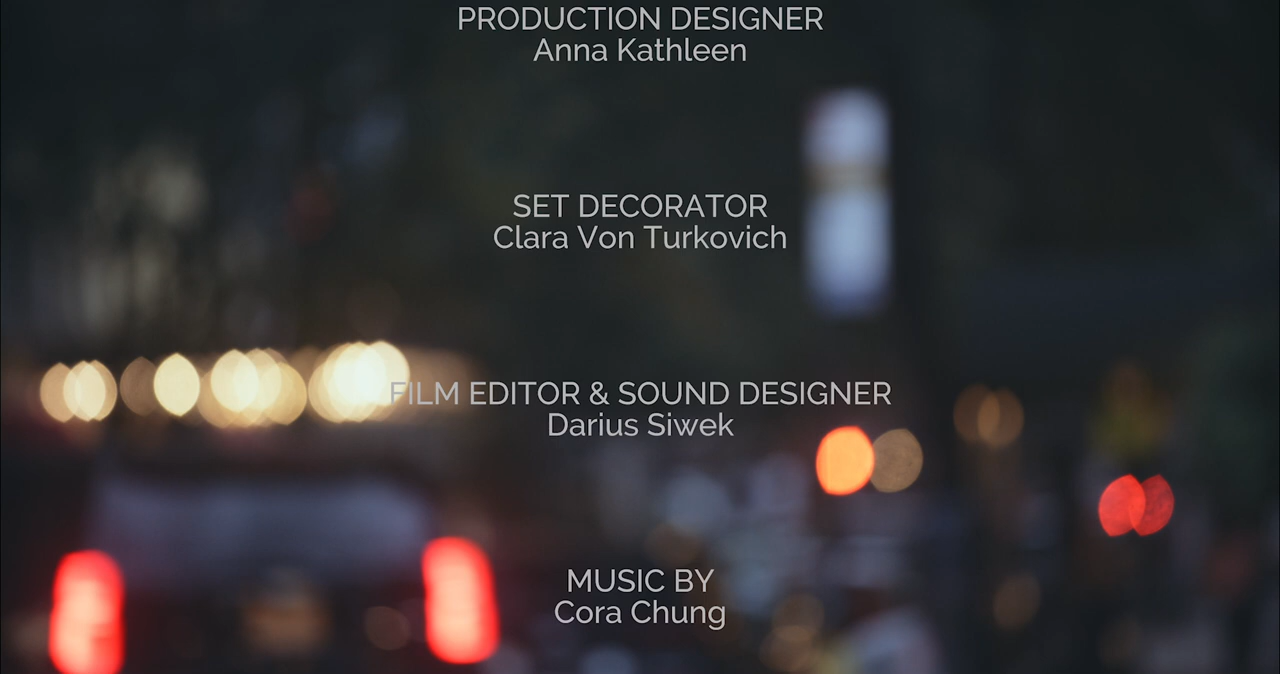 PRODUCTION DESIGNER
Anna Kathleen
SET DECORATOR
Clara Von Turkovich
FILM EDITOR & SOUND DESIGNER
Darius Siwek
MUSIC BY
Cora Chung